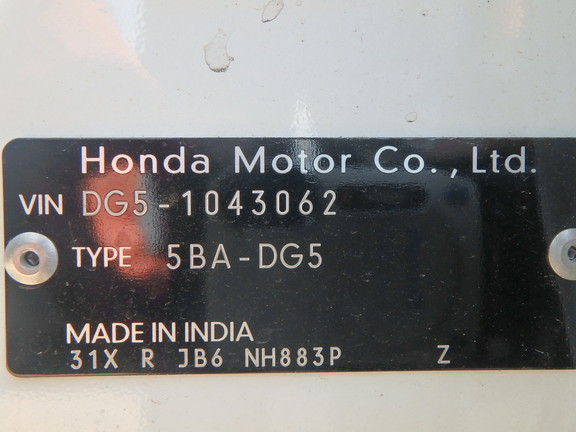 Honda Motor Co., Ltd.
VIN DG5-1043062
TYPE 5BA-DG5
MADE IN INDIA
31X R JB6 NH883P Z